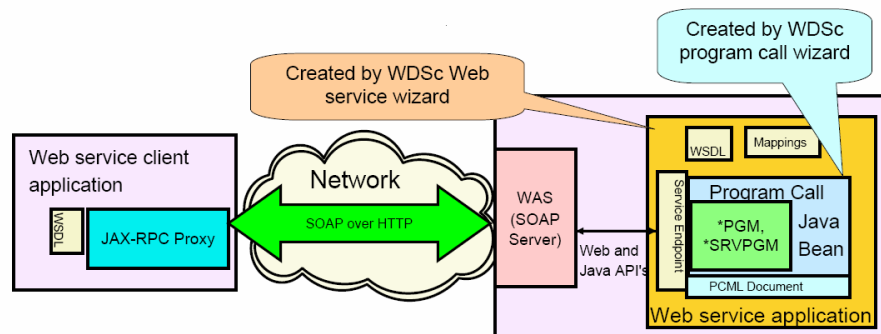 Created by WDSc
program call wizard
Created by WDSc Web
service wizard
Web service client
application
WSDL
JAX-RPC Proxy
Network
SOAP over HTTP
WAS
(SOAP
Server)
Web and
Java API's
WSDL
Mappings
Service Endpoint
Program Call
Java
Bean
*PGM,
*SRVPGM
PCML Document
Web service application